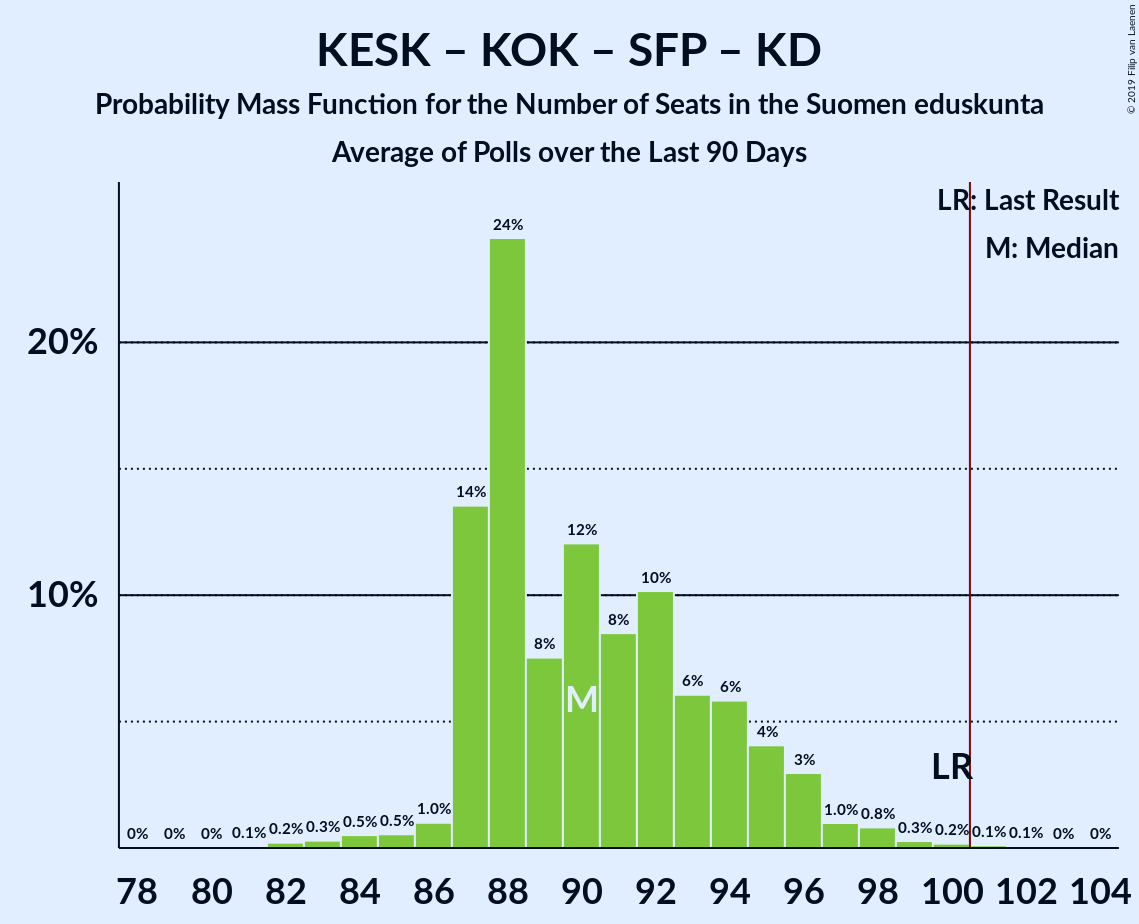 KESK – KOK – SFP – KD
Probability Mass Function for the Number of Seats in the Suomen eduskunta
Average of Polls over the Last 90 Days
© 2019 Filip van Laenen
LR: Last Result
M: Median
20%
10%
0% 0% 0% 0.1% 0.2% 0.3% 0.5% 0.5% 1.0% 14% 24% 8% 12% 8% 10% 6% 6% 4% 3% 1.0% 0.8% 0.3% 0.2% 0.1% 0.1% 0% 0%
M
LR
78 80 82 84 86 88 90 92 94 96 98 100 102 104